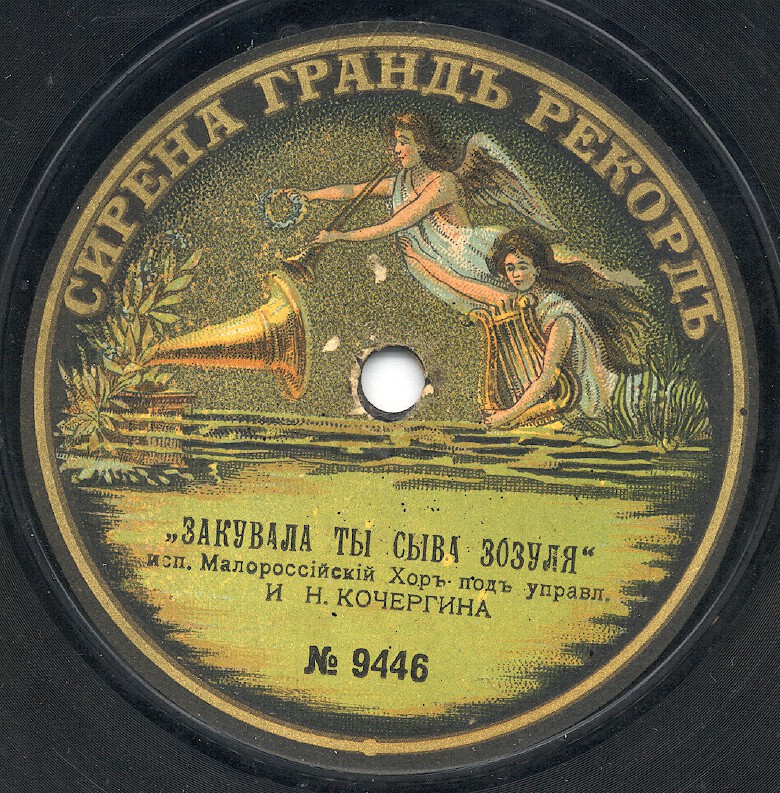 СИРЕНА ГРАНДЪ РЕКОРДЪ
„ЗАКУВАЛА ТЫ СЫВА ЗОЗУЛЯ“
исп. Малороссійскій Хоръ подъ управл.
И Н. КОЧЕРГИНА
№ 9446